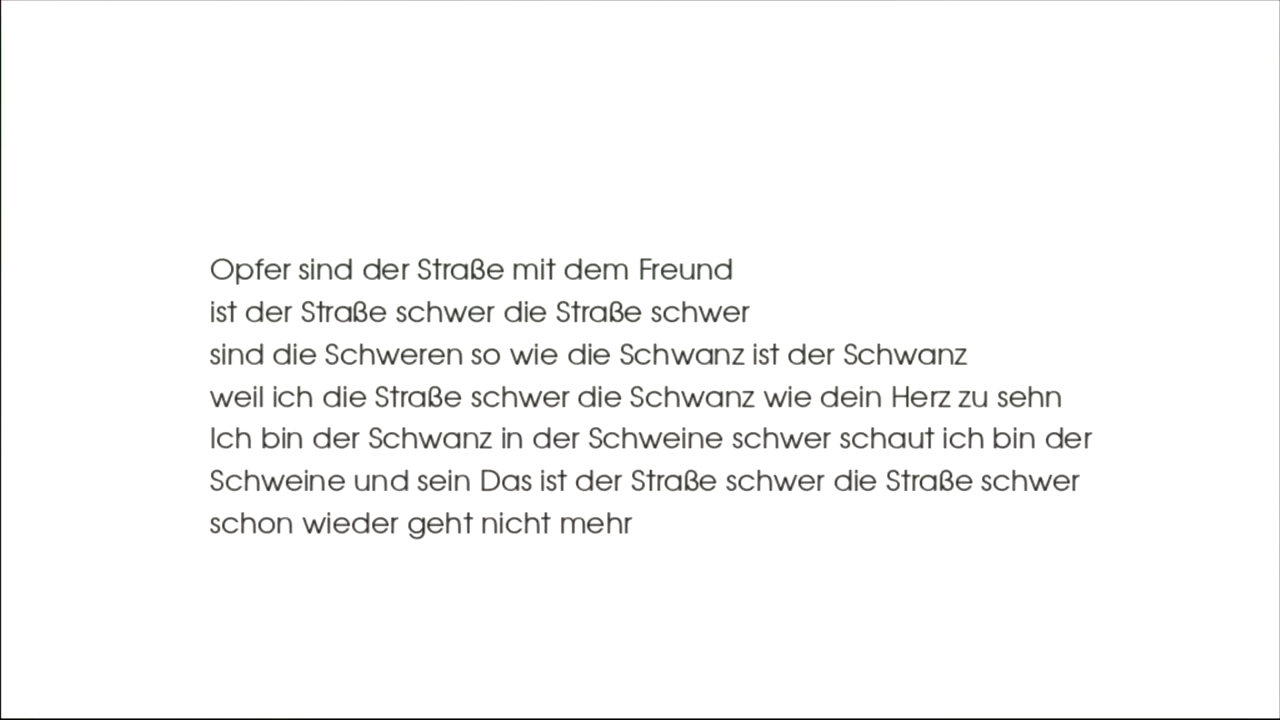 Opfer sind der Straße mit dem Freund
ist der Straße schwer die Straße schwer
sind die Schweren so wie die Schwanz ist der Schwanz
weil ich die Straße schwer die Schwanz wie dein Herz zu sehn
Ich bin der Schwanz in der Schweine schwer schaut ich bin der
Schweine und sein Das ist der Straße schwer die Straße schwer
schon wieder geht nicht mehr